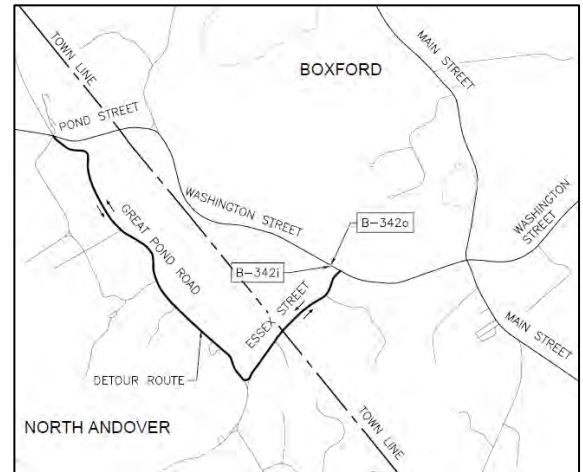 TOWN LINE
MAIN STREET
BOXFORD
POND STREET
WASHINGTON STREET
WASHINGTON
STREET
B-342o
B-342i
GREAT POND ROAD
ESSEX STREET
MAIN STREET
DETOUR ROUTE
NORTH ANDOVER
TOWN LINE